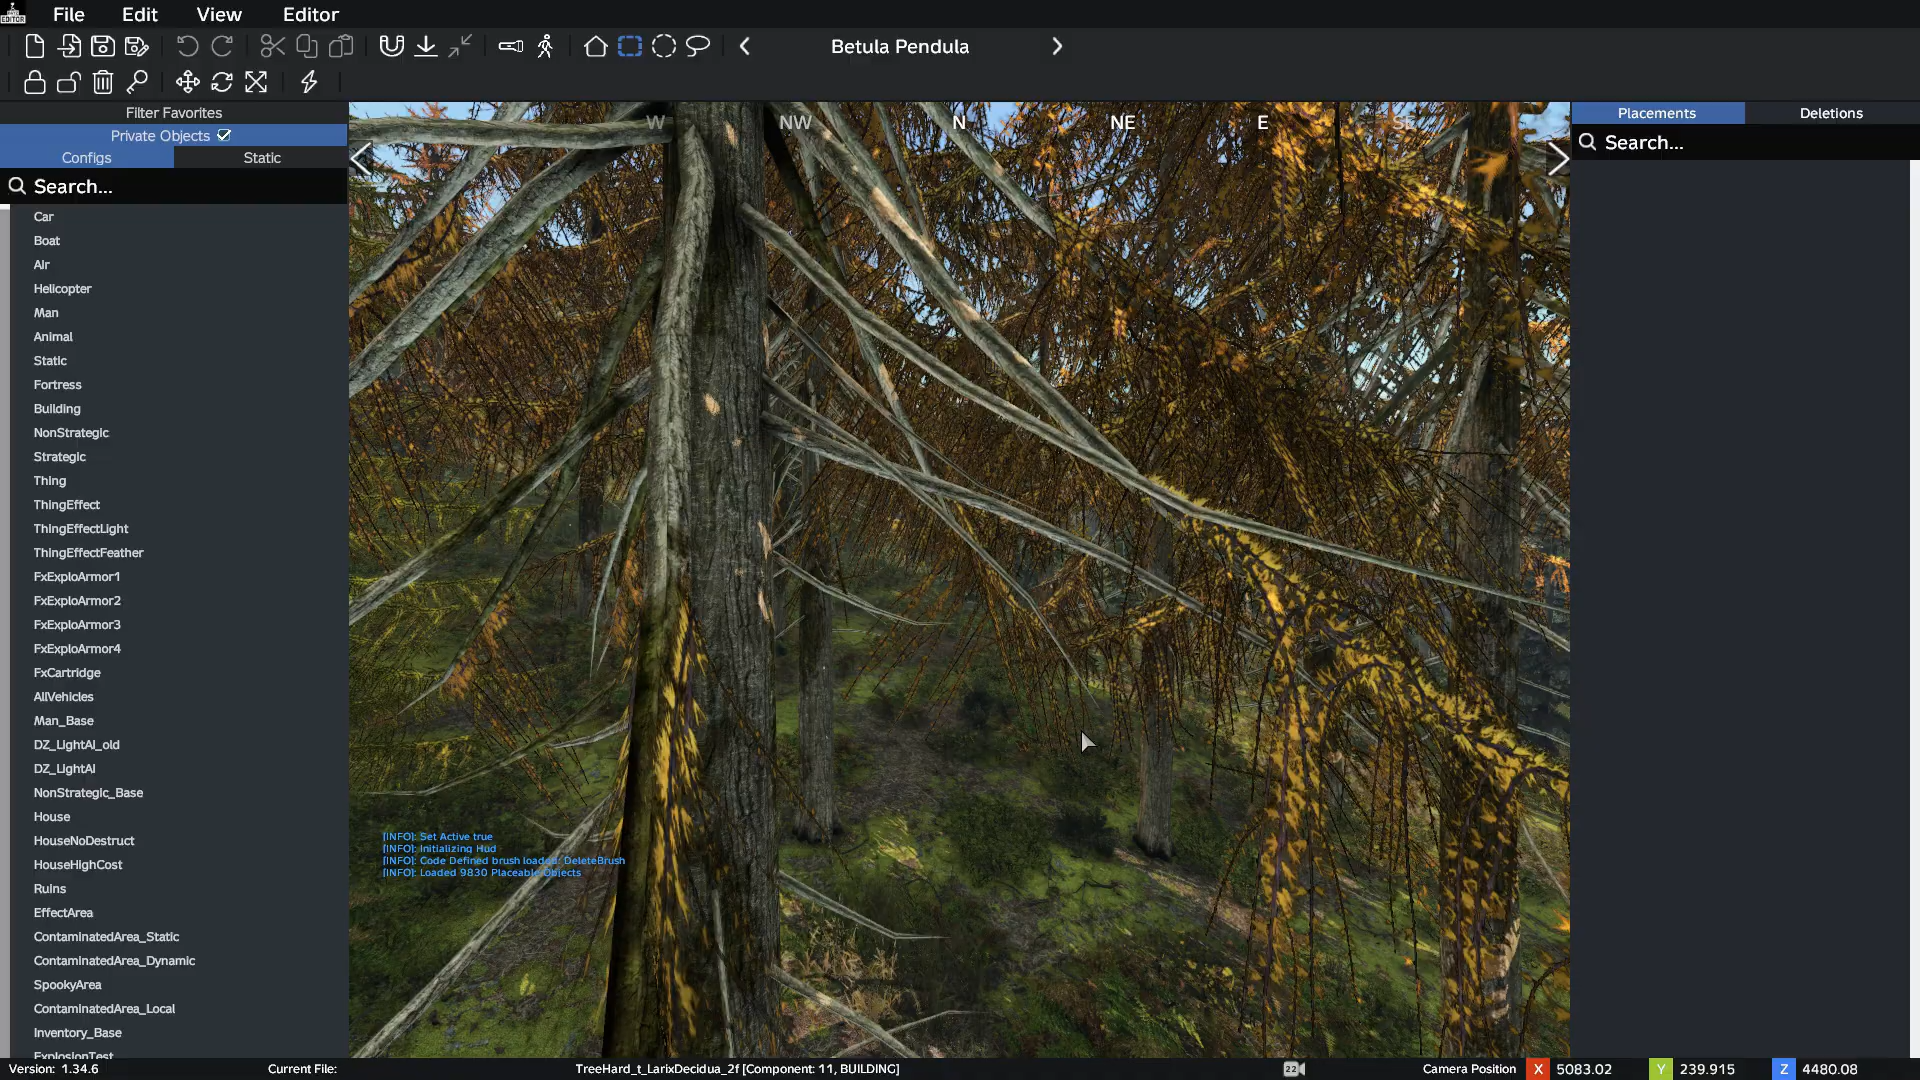 EDITOR
File Edit View Editor
Betula Pendula
Filter Favorites
Private Objects
Configs Static
Search...
Car
Boat
Air
Helicopter
Man
Animal
Static
Fortress
Building
NonStrategic
Strategic
Thing
ThingEffect
ThingEffectLight
ThingEffectFeather
FxExploArmor1
FxExploArmor2
FxExploArmor3
FxExploArmor4
FxCartridge
AllVehicles
Man_Base
DZ_LightAI_old
DZ_LightAI
NonStrategic_Base
House
HouseNoDestruct
HouseHighCost
Ruins
EffectArea
ContaminatedArea_Static
ContaminatedArea_Dynamic
SpookyArea
ContaminatedArea_Local
Inventory_Base
ExplosionTest
W NW N NE E SE
[INFO]: Set Active true
[INFO]: Initializing Hud
[INFO]: Code Defined brush loaded: DeleteBrush
[INFO]: Loaded 9830 Placeable Objects
Placements Deletions
Search...
Version: 1.34.6 Current File: TreeHard_t_LarixDecidua_2f [Component: 11, BUILDING] 22 Camera Position X 5083.02 Y 239.915 Z 4480.08